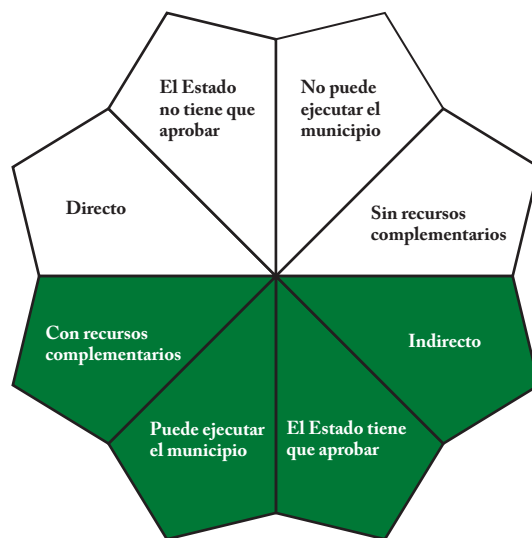 El Estado
no tiene que
aprobar
No puede
ejecutar el
municipio
Directo
Sin recursos
complementarios
Con recursos
complementarios
Indirecto
Puede ejecutar
el municipio
El Estado tiene
que aprobar